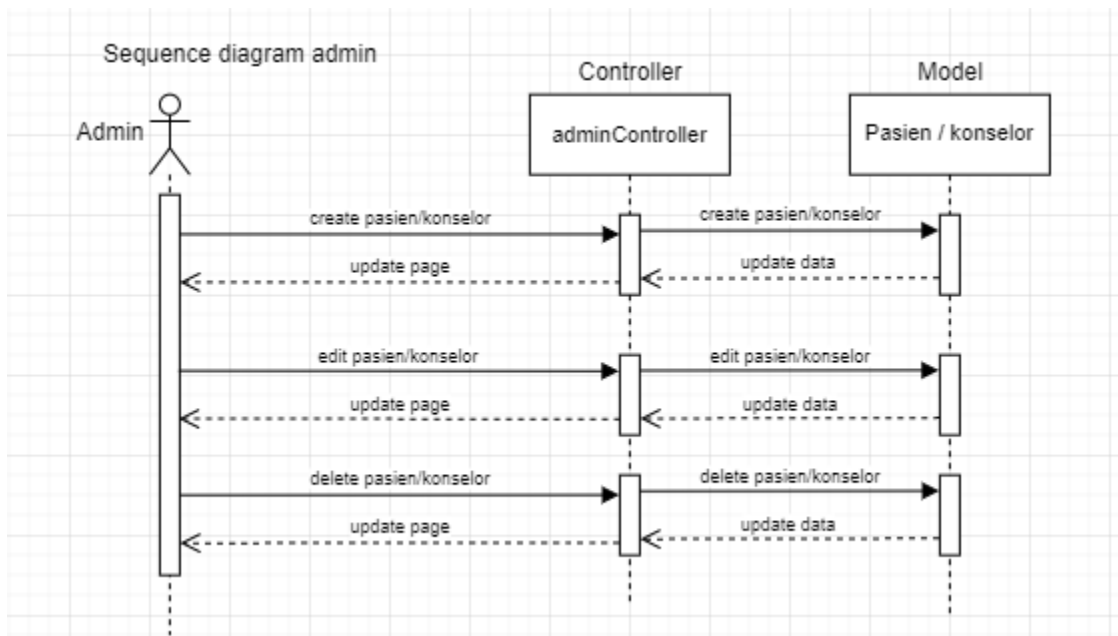 Sequence diagram admin
Controller
Model
Admin
adminController
Pasien / konselor
create pasien/konselor
create pasien/konselor
update page
update data
edit pasien/konselor
edit pasien/konselor
update page
update data
delete pasien/konselor
delete pasien/konselor
update page
update data